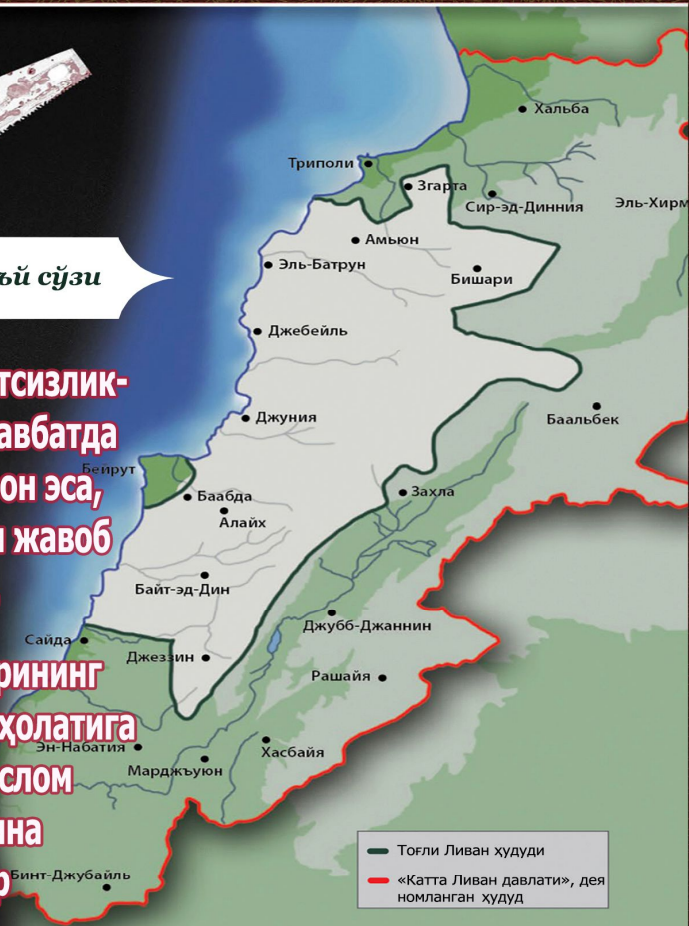 Хальба
Триполи
Згарта
Сир-эд-Динния
Эль-Хирм
Амьюн
Эль-Батрун
Бишари
ъй сўзи
Джебейль
тсизлик-
Джуния
Баальбек
авбатда
Бейрут
он эса,
Баабда
Захла
Алайх
жавоб
Байт-эд-Дин
Джубб-Джаннин
Сайда
Джеззин
рининг
Рашайя
ҳолатига
Эн-Набатия
Хасбайя
Марджъуюн
слом
на
Бинт-Джубайль
р
Тоғли Ливан ҳудуди
«Катта Ливан давлати», дея
номланган ҳудуд